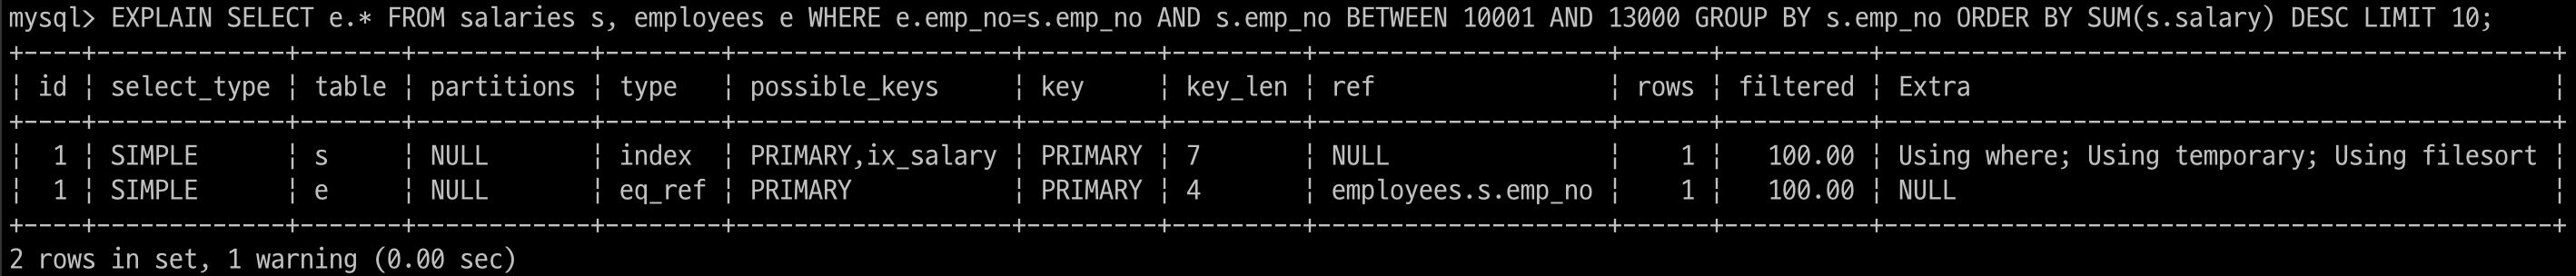 mysql> EXPLAIN SELECT e.* FROM salaries s, employees e WHERE e.emp_no=s.emp_no AND s.emp_no BETWEEN 10001 AND 13000 GROUP BY s.emp_no ORDER BY SUM(s.salary) DESC LIMIT 10;
+----+-------------+-------+------------+--------+-------------------+---------+---------+--------------------+------+----------+----------------------------------------------+
| id | select_type | table | partitions | type   | possible_keys     | key     | key_len | ref                | rows | filtered | Extra                                        |
+----+-------------+-------+------------+--------+-------------------+---------+---------+--------------------+------+----------+----------------------------------------------+
|  1 | SIMPLE      | s     | NULL       | index  | PRIMARY,ix_salary | PRIMARY | 7       | NULL               |    1 |   100.00 | Using where; Using temporary; Using filesort |
|  1 | SIMPLE      | e     | NULL       | eq_ref | PRIMARY           | PRIMARY | 4       | employees.s.emp_no |    1 |   100.00 | NULL                                         |
+----+-------------+-------+------------+--------+-------------------+---------+---------+--------------------+------+----------+----------------------------------------------+
2 rows in set, 1 warning (0.00 sec)